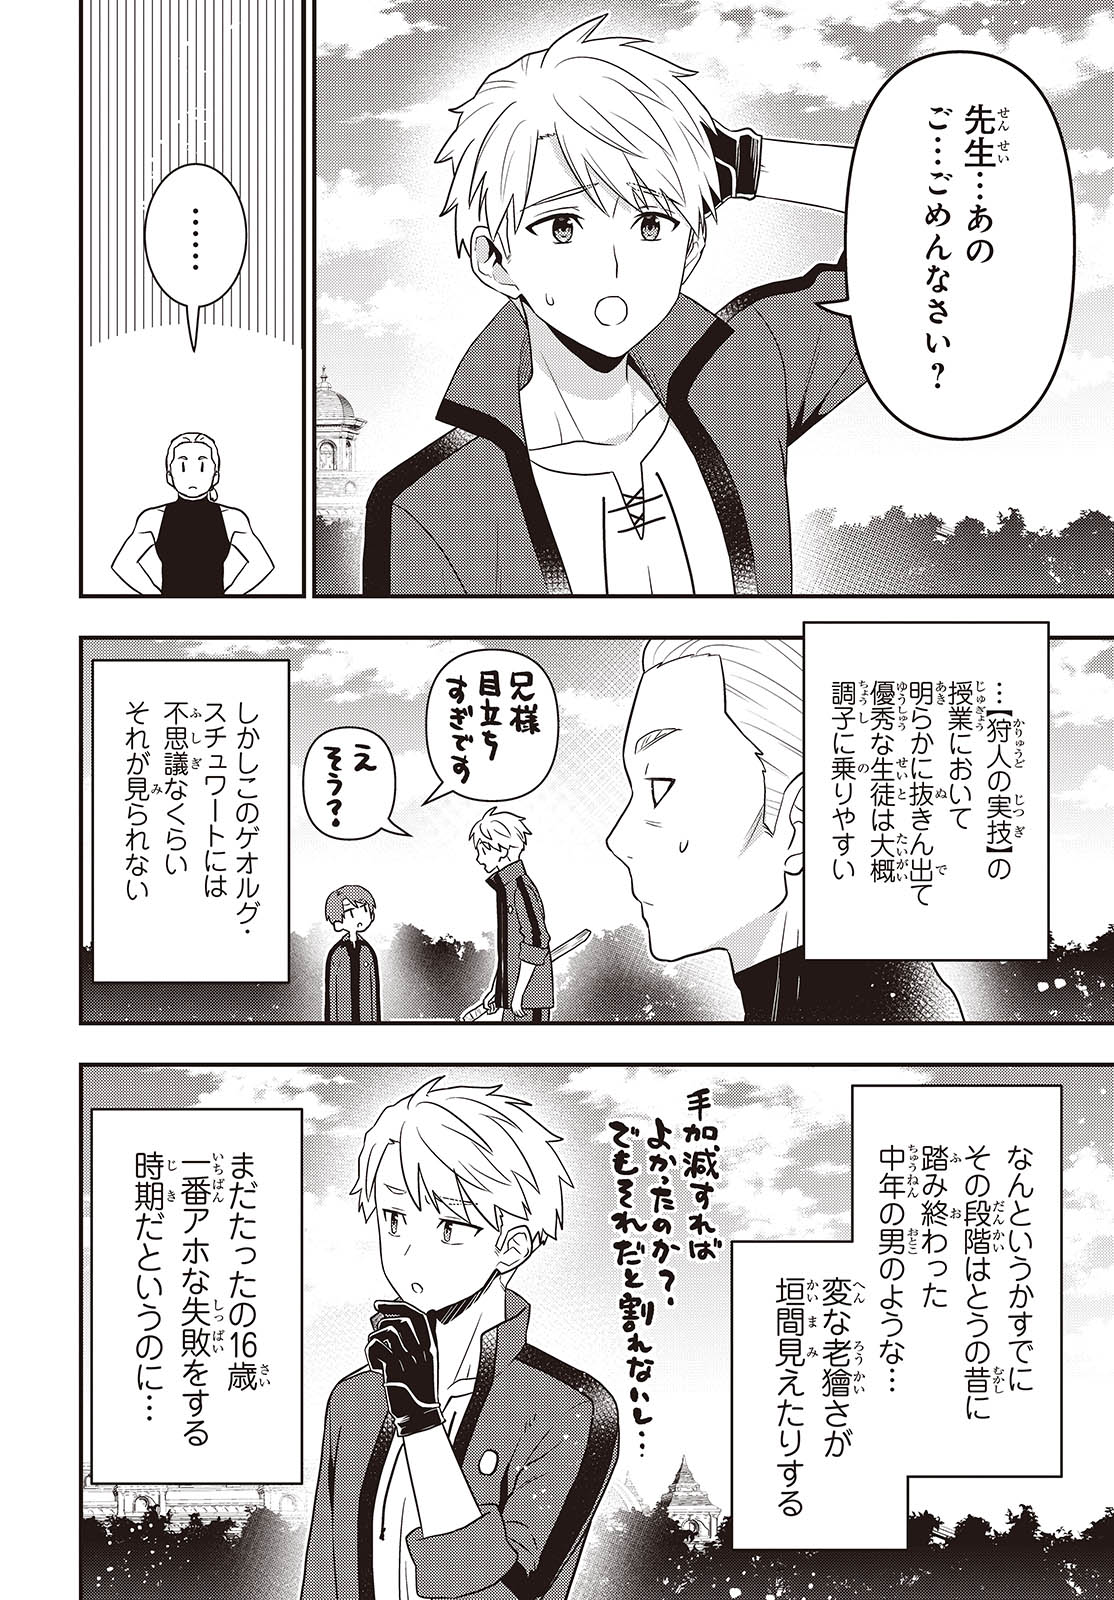 先生…あの
ご…ごめんなさい？
……
…【狩人の実技】の
授業において
明らかに抜きん出て
優秀な生徒は大概
調子に乗りやすい
兄様
目立ち
すぎです
え
そう？
しかしこのゲオルグ・
スチュワートには
不思議なくらい
それが見られない
なんというかすでに
その段階はとうの昔に
踏み終わった
中年の男のような…
変な老獪さが
垣間見えたりする
手加減すれば
よかったのか？
でもそれだと割れないし…
まだたったの16歳
一番アホな失敗をする
時期だというのに…